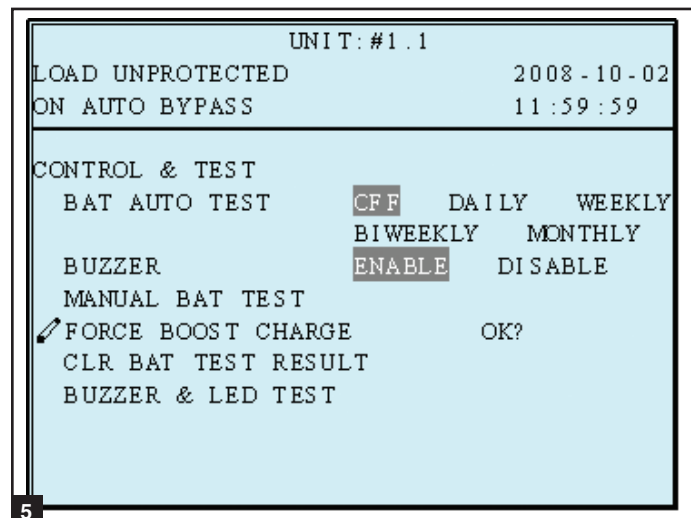 UNIT:#1.1
LOAD UNPROTECTED 2008-10-02
ON AUTO BYPASS 11:59:59
CONTROL & TEST
BAT AUTO TEST CFF DAILY WEEKLY
BIWEEKLY MONTHLY
BUZZER ENABLE DISABLE
MANUAL BAT TEST
FORCE BOOST CHARGE OK?
CLR BAT TEST RESULT
BUZZER & LED TEST
5